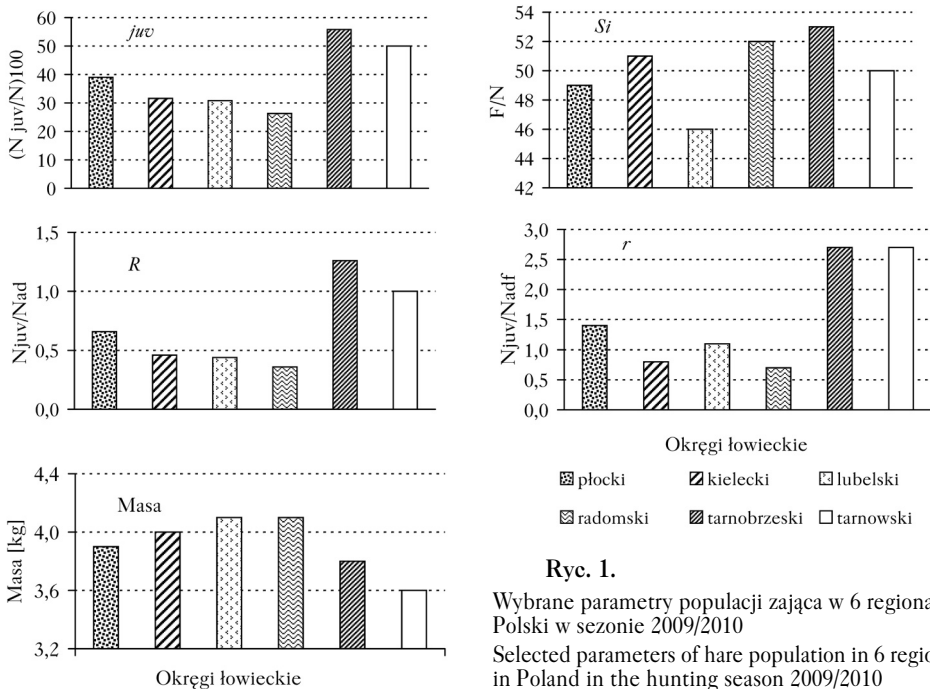 juv
(N juv/N)100
60
50
40
30
20
10
0
Si
F/N
54
52
50
48
46
44
42
R
Njuv/Nad
1,5
1,0
0,5
0,0
r
Njuv/Nadf
3,0
2,5
2,0
1,5
1,0
0,5
0,0
Masa
Masa [kg]
4,4
4,0
3,6
3,2
Okręgi łowieckie
Okręgi łowieckie
płocki kielecki lubelski
radomski tarnobrzeski tarnowski
Ryc. 1.
Wybrane parametry populacji zająca w 6 regiona
Polski w sezonie 2009/2010
Selected parameters of hare population in 6 regio
in Poland in the hunting season 2009/2010